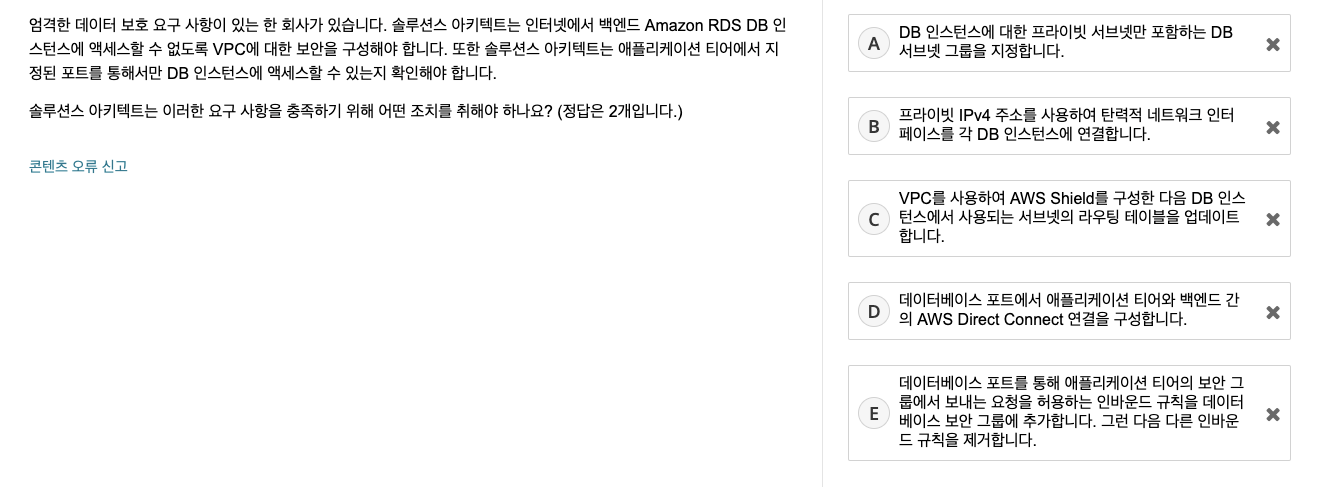 엄격한 데이터 보호 요구 사항이 있는 한 회사가 있습니다. 솔루션스 아키텍트는 인터넷에서 백엔드 Amazon RDS DB 인
스턴스에 액세스할 수 없도록 VPC에 대한 보안을 구성해야 합니다. 또한 솔루션스 아키텍트는 애플리케이션 티어에서 지
정된 포트를 통해서만 DB 인스턴스에 액세스할 수 있는지 확인해야 합니다.
솔루션스 아키텍트는 이러한 요구 사항을 충족하기 위해 어떤 조치를 취해야 하나요? (정답은 2개입니다.)
콘텐츠 오류 신고
A
DB 인스턴스에 대한 프라이빗 서브넷만 포함하는 DB
서브넷 그룹을 지정합니다.
B
프라이빗 IPv4 주소를 사용하여 탄력적 네트워크 인터
페이스를 각 DB 인스턴스에 연결합니다.
C
VPC를 사용하여 AWS Shield를 구성한 다음 DB 인스
턴스에서 사용되는 서브넷의 라우팅 테이블을 업데이트
합니다.
D
데이터베이스 포트에서 애플리케이션 티어와 백엔드 간
의 AWS Direct Connect 연결을 구성합니다.
E
데이터베이스 포트를 통해 애플리케이션 티어의 보안 그
룹에서 보내는 요청을 허용하는 인바운드 규칙을 데이터
베이스 보안 그룹에 추가합니다. 그런 다음 다른 인바운
드 규칙을 제거합니다.